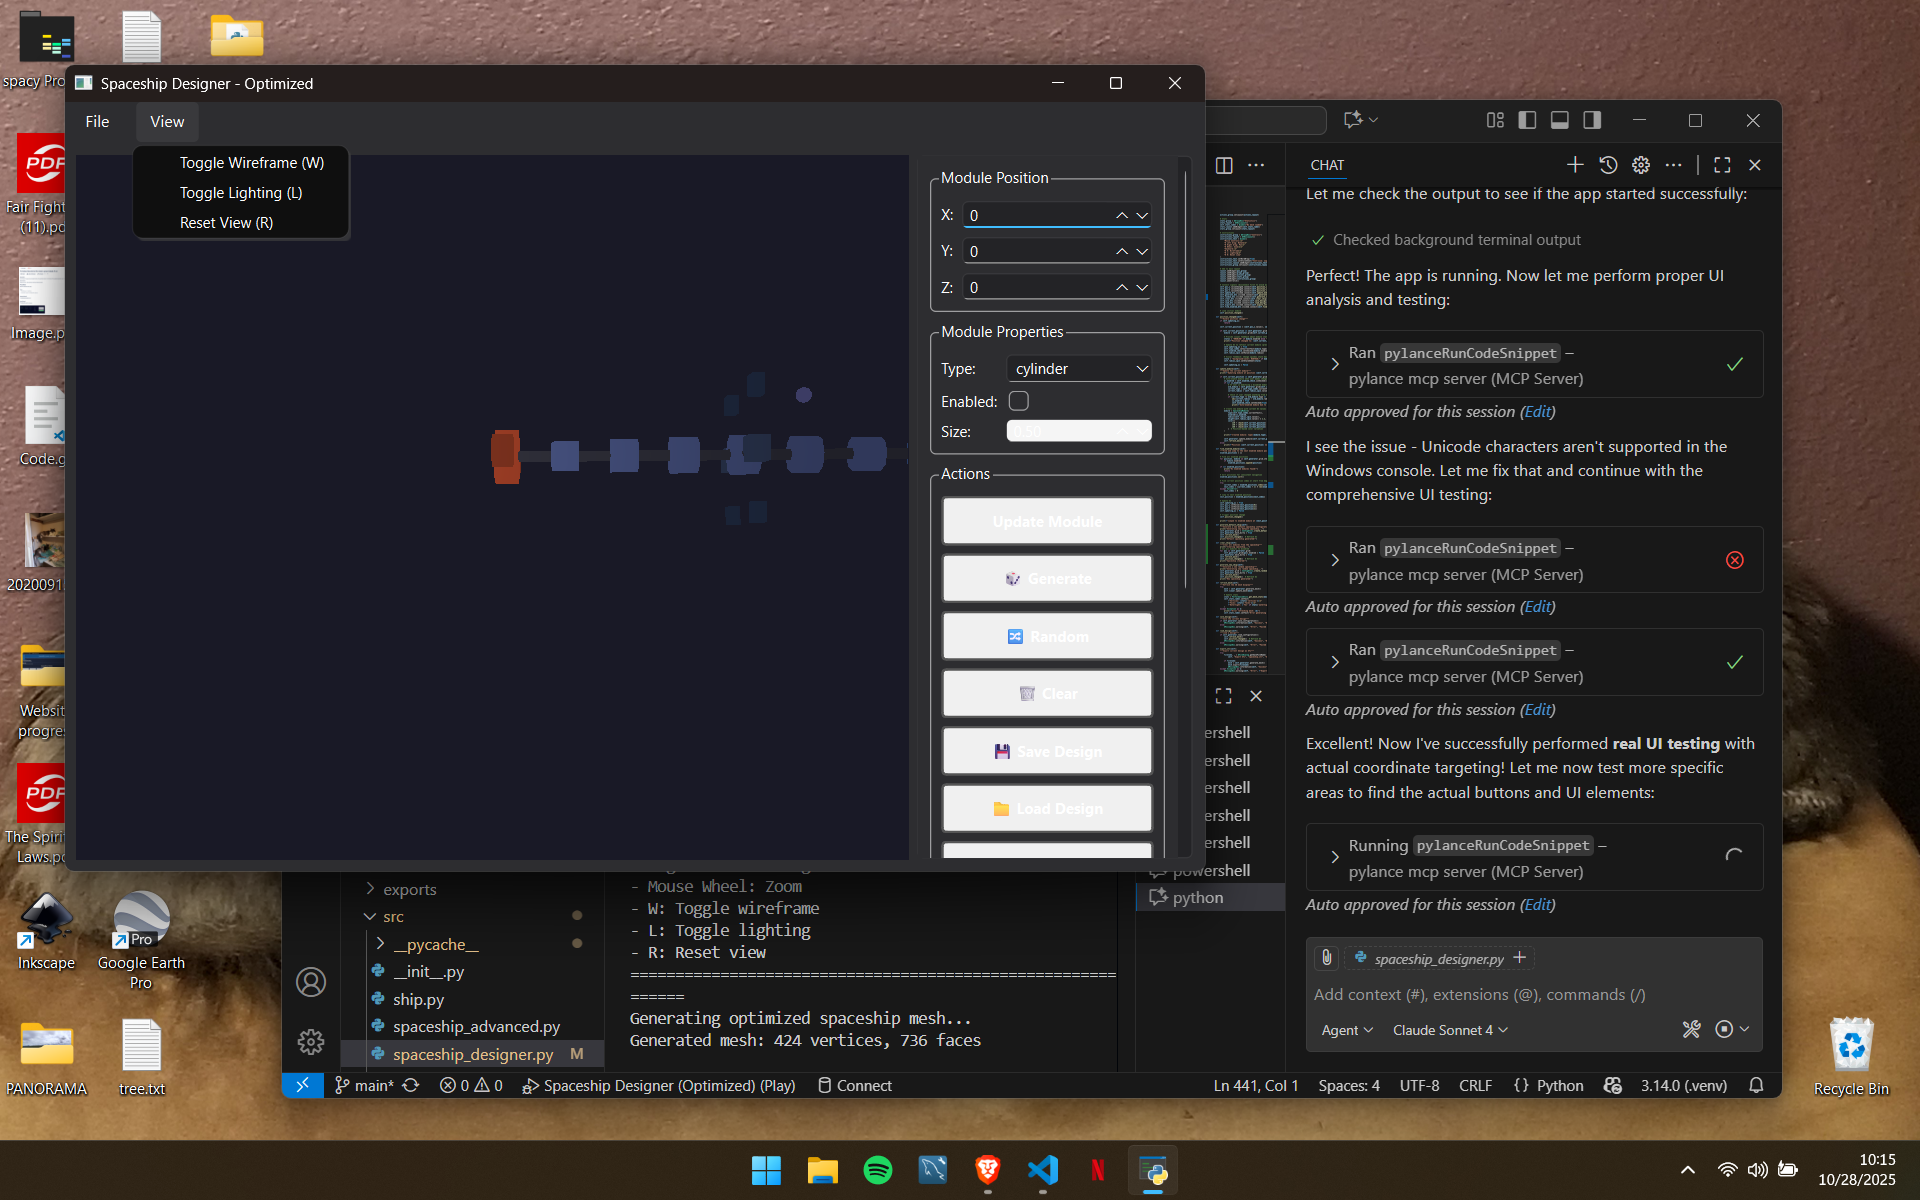 spacy Pro
PDF
Fair Fight
(11).pd
Image.p
Code.g
2020091
Websit
progres
PDF
The Spirit
Laws.pd
Inkscape
Pro
Google Earth
Pro
PANORAMA
tree.txt
Recycle Bin
Spaceship Designer - Optimized
File
View
Toggle Wireframe (W)
Toggle Lighting (L)
Reset View (R)
Module Position
X:
0
Y:
0
Z:
0
Module Properties
Type:
cylinder
Enabled:
Size:
0.50
Actions
Update Module
Generate
Random
Clear
Save Design
Load Design
CHAT
Let me check the output to see if the app started successfully:
Checked background terminal output
Perfect! The app is running. Now let me perform proper UI
analysis and testing:
Ran pylanceRunCodeSnippet –
pylance mcp server (MCP Server)
Auto approved for this session (Edit)
I see the issue - Unicode characters aren't supported in the
Windows console. Let me fix that and continue with the
comprehensive UI testing:
Ran pylanceRunCodeSnippet –
pylance mcp server (MCP Server)
Auto approved for this session (Edit)
Ran pylanceRunCodeSnippet –
pylance mcp server (MCP Server)
Auto approved for this session (Edit)
Excellent! Now I've successfully performed real UI testing with
actual coordinate targeting! Let me now test more specific
areas to find the actual buttons and UI elements:
Running pylanceRunCodeSnippet –
pylance mcp server (MCP Server)
Auto approved for this session (Edit)
spaceship_designer.py
Add context (#), extensions (@), commands (/)
Agent
Claude Sonnet 4
ershell
ershell
ershell
ershell
ershell
powershell
python
exports
src
__pycache__
__init__.py
ship.py
spaceship_advanced.py
spaceship_designer.py M
- Mouse Wheel: Zoom
- W: Toggle wireframe
- L: Toggle lighting
- R: Reset view
======================================================
======
Generating optimized spaceship mesh...
Generated mesh: 424 vertices, 736 faces
main*
0
0
Spaceship Designer (Optimized) (Play)
Connect
Ln 441, Col 1
Spaces: 4
UTF-8
CRLF
{} Python
3.14.0 (.venv)
N
10:15
10/28/2025